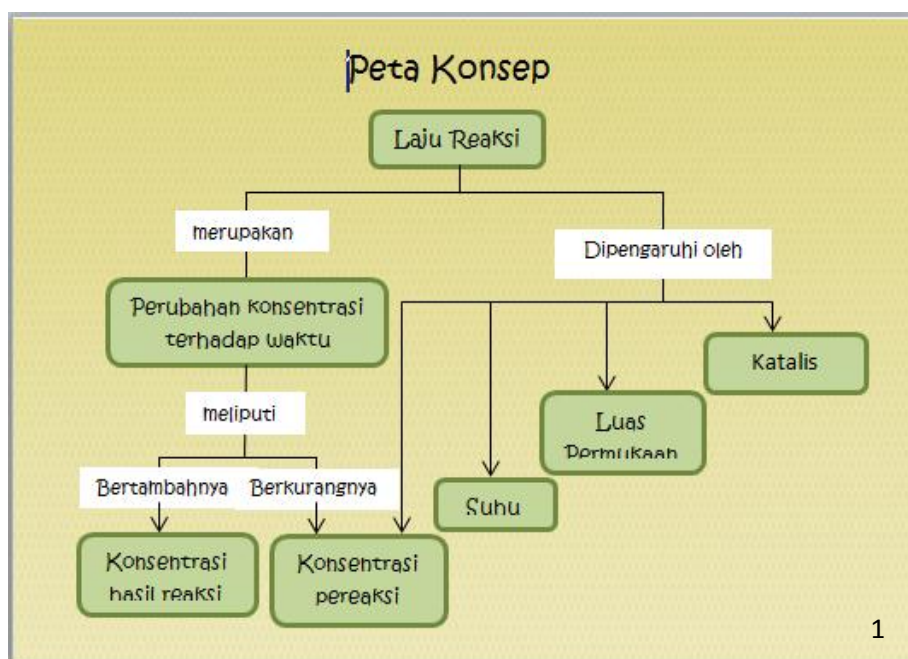 Peta Konsep
Laju Reaksi
merupakan
Dipengaruhi oleh
Perubahan konsentrasi
terhadap waktu
Katalis
meliputi
Luas
Permukaan
Bertambahnya
Berkurangnya
Suhu
Konsentrasi
hasil reaksi
Konsentrasi
pereaksi
1